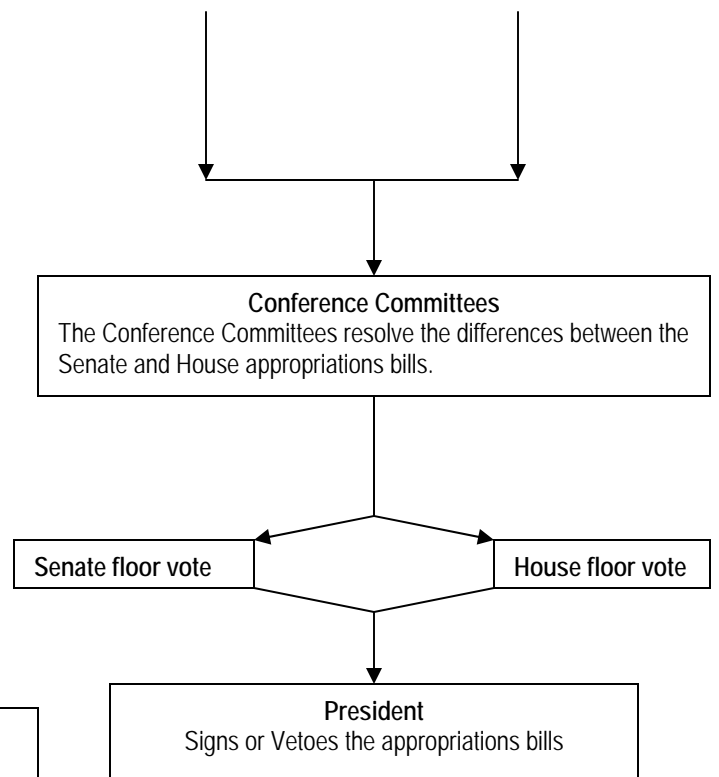 Conference Committees
The Conference Committees resolve the differences between the
Senate and House appropriations bills.
Senate floor vote
House floor vote
President
Signs or Vetoes the appropriations bills